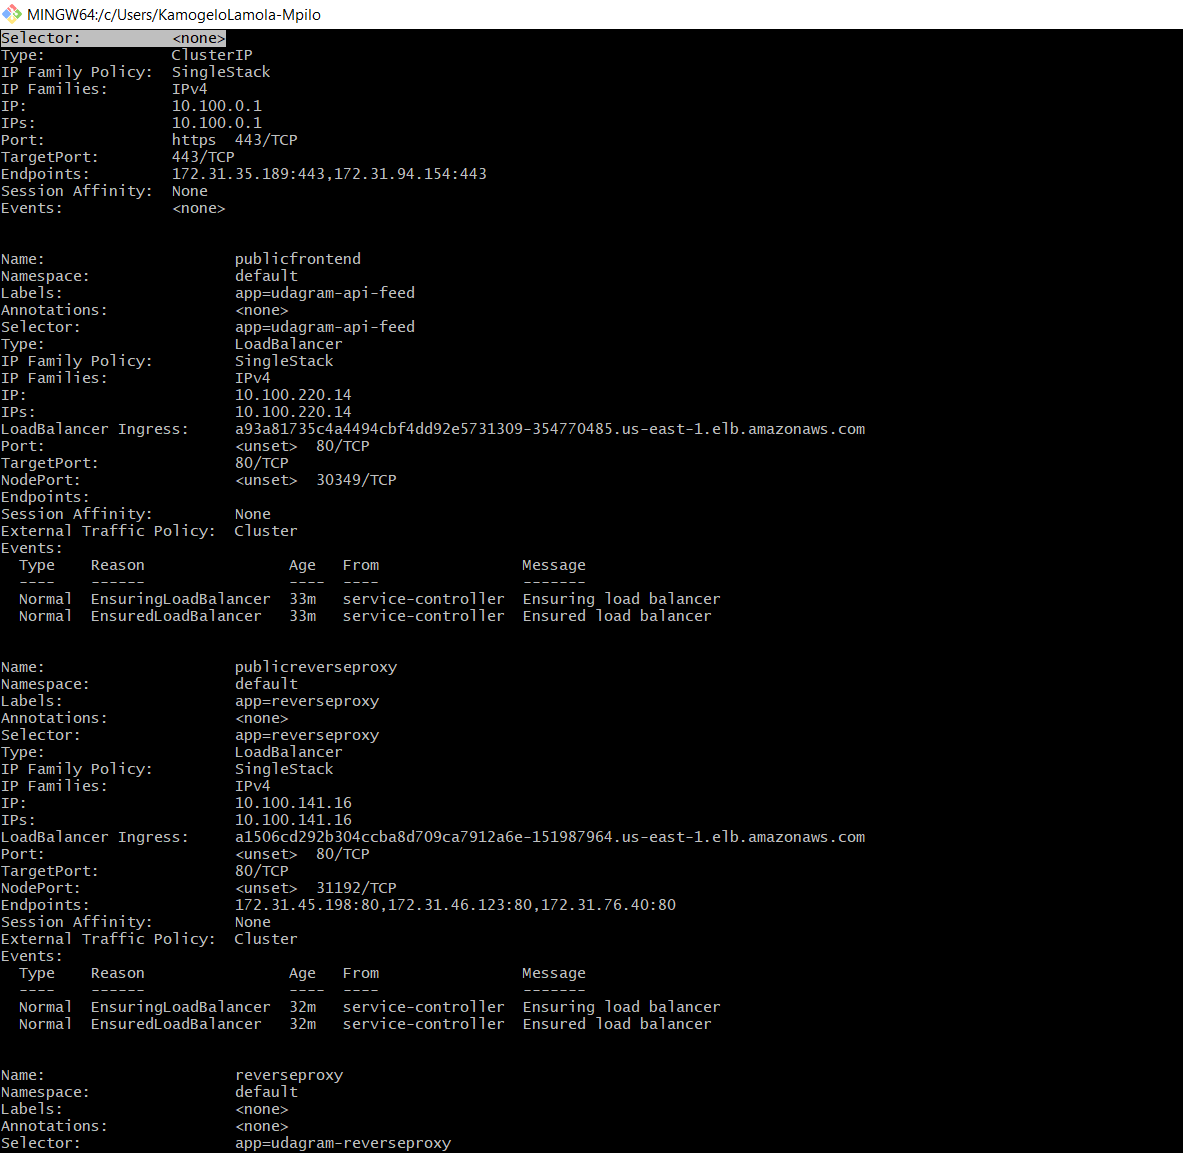 MINGW64:/c/Users/KamogeloLamola-Mpilo
Selector:          <none>
Type:              ClusterIP
IP Family Policy:  SingleStack
IP Families:       IPv4
IP:                10.100.0.1
IPs:               10.100.0.1
Port:              https  443/TCP
TargetPort:        443/TCP
Endpoints:         172.31.35.189:443,172.31.94.154:443
Session Affinity:  None
Events:            <none>
Name:                     publicfrontend
Namespace:                default
Labels:                   app=udagram-api-feed
Annotations:              <none>
Selector:                 app=udagram-api-feed
Type:                     LoadBalancer
IP Family Policy:         SingleStack
IP Families:              IPv4
IP:                       10.100.220.14
IPs:                      10.100.220.14
LoadBalancer Ingress:     a93a81735c4a4494cbf4dd92e5731309-354770485.us-east-1.elb.amazonaws.com
Port:                     <unset>  80/TCP
TargetPort:               80/TCP
NodePort:                 <unset>  30349/TCP
Endpoints:
Session Affinity:         None
External Traffic Policy:  Cluster
Events:
  Type    Reason                Age   From                Message
  ----    ------                ----  ----                -------
  Normal  EnsuringLoadBalancer  33m   service-controller  Ensuring load balancer
  Normal  EnsuredLoadBalancer   33m   service-controller  Ensured load balancer
Name:                     publicreverseproxy
Namespace:                default
Labels:                   app=reverseproxy
Annotations:              <none>
Selector:                 app=reverseproxy
Type:                     LoadBalancer
IP Family Policy:         SingleStack
IP Families:              IPv4
IP:                       10.100.141.16
IPs:                      10.100.141.16
LoadBalancer Ingress:     a1506cd292b304ccba8d709ca7912a6e-151987964.us-east-1.elb.amazonaws.com
Port:                     <unset>  80/TCP
TargetPort:               80/TCP
NodePort:                 <unset>  31192/TCP
Endpoints:                172.31.45.198:80,172.31.46.123:80,172.31.76.40:80
Session Affinity:         None
External Traffic Policy:  Cluster
Events:
  Type    Reason                Age   From                Message
  ----    ------                ----  ----                -------
  Normal  EnsuringLoadBalancer  32m   service-controller  Ensuring load balancer
  Normal  EnsuredLoadBalancer   32m   service-controller  Ensured load balancer
Name:                     reverseproxy
Namespace:                default
Labels:                   <none>
Annotations:              <none>
Selector:                 app=udagram-reverseproxy